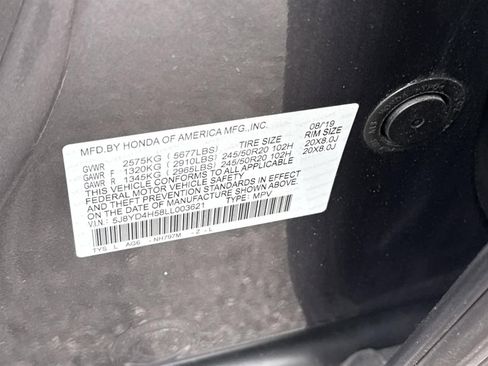 MFD.BY HONDA OF AMERICA MFG.,INC. 08/19
GVWR 2575KG (5677LBS) TIRE SIZE RIM SIZE
GAWR F 1320KG (2910LBS) 245/50R20 102H 20X8.0J
GAWR R 1345KG (2965LBS) 245/50R20 102H 20X8.0J
THIS VEHICLE CONFORMS TO ALL APPLICABLE
FEDERAL MOTOR VEHICLE SAFETY
AND THEFT PREVENTION STANDARDS IN EFFECT ON
THE DATE OF MANUFACTURE SHOWN ABOVE.
V.I.N.: 5J8YD4H58LL003621 TYPE: MPV
TYS L AG6 - NH797M - Z - L